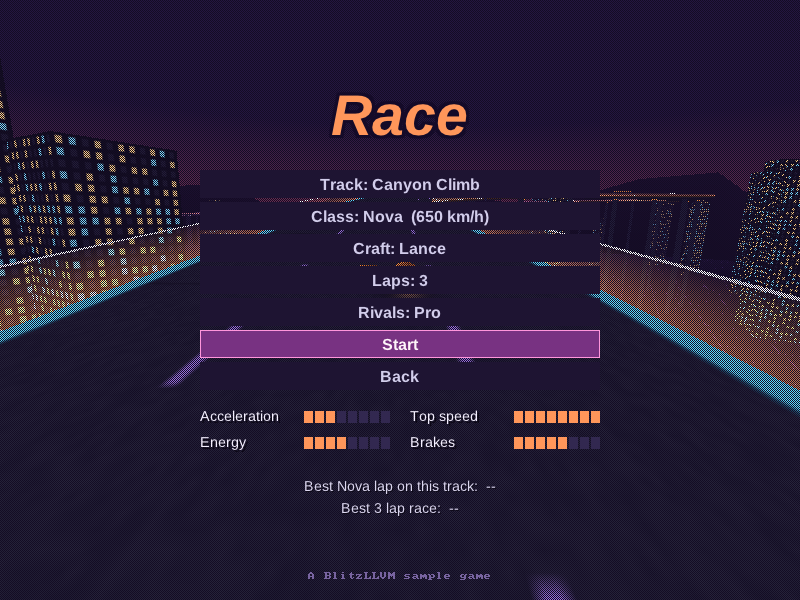 Race
Track: Canyon Climb
Class: Nova (650 km/h)
Craft: Lance
Laps: 3
Rivals: Pro
Start
Back
Acceleration Top speed
Energy Brakes
Best Nova lap on this track: --
Best 3 lap race: --
A BlitzLLVM sample game